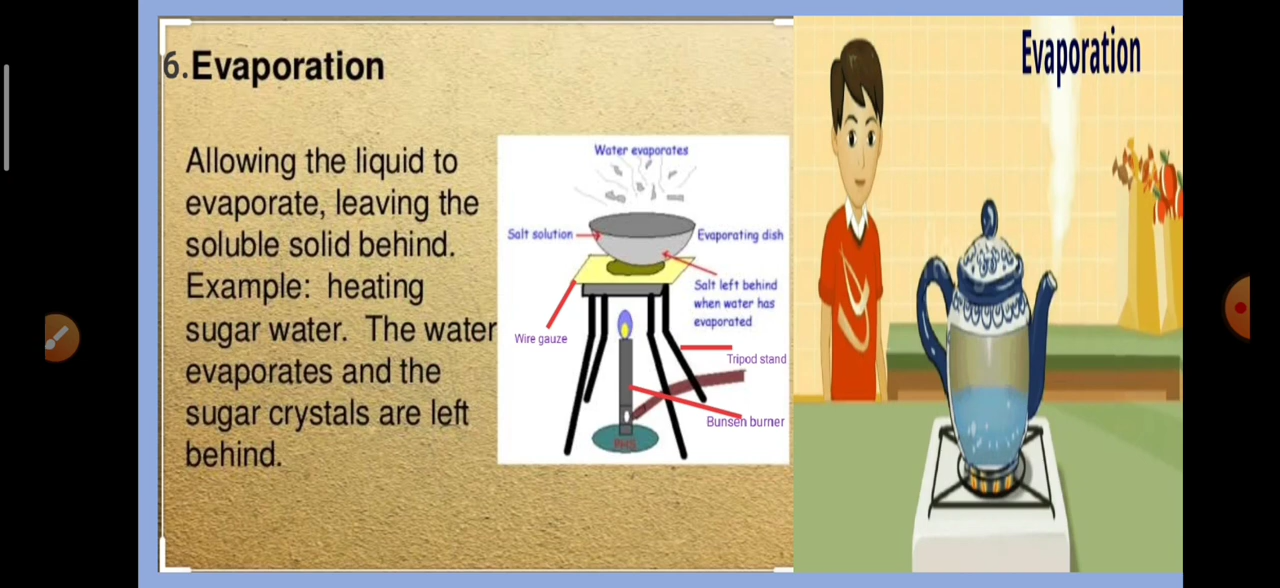 6.Evaporation
Allowing the liquid to
evaporate, leaving the
soluble solid behind.
Example: heating
sugar water. The water
evaporates and the
sugar crystals are left
behind.
Water evaporates
Salt solution
Evaporating dish
Salt left behind
when water has
evaporated
Wire gauze
Tripod stand
Bunsen burner
Evaporation